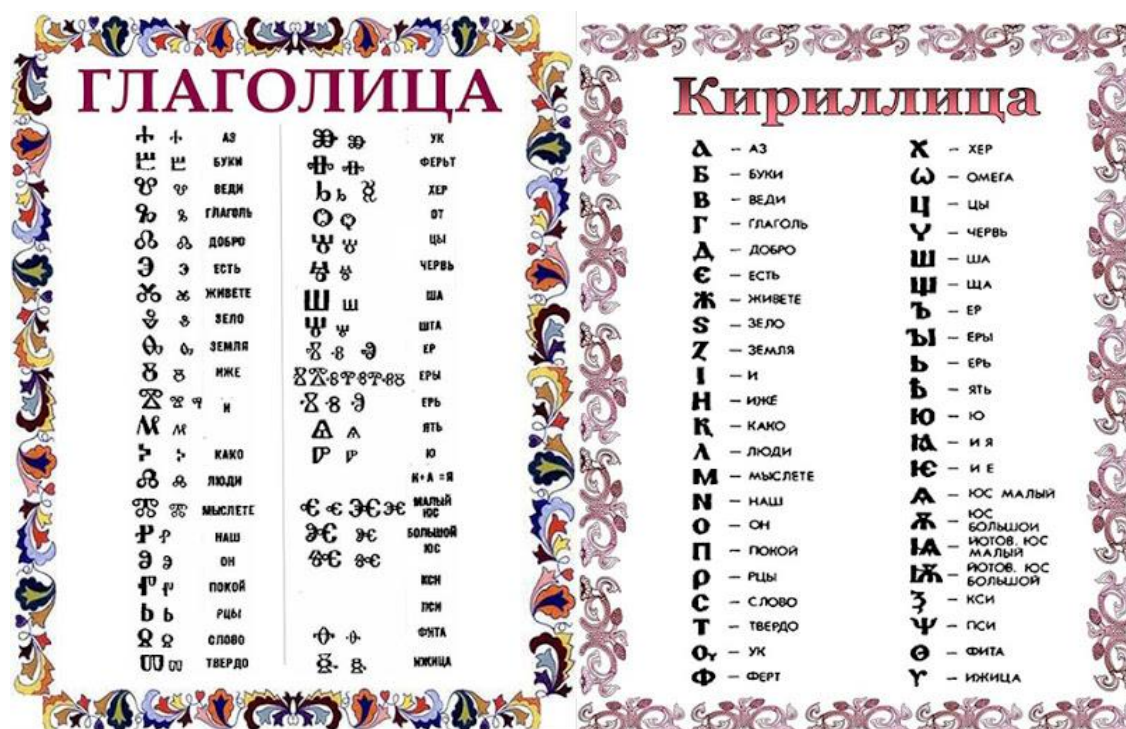 ГЛАГОЛИЦА
Ⰰ ⰰ АЗ
Ⰱ ⰱ БУКИ
Ⰲ ⰲ ВЕДИ
Ⰳ ⰳ ГЛАГОЛЬ
Ⰴ ⰴ ДОБРО
Ⰵ ⰵ ЕСТЬ
Ⰶ ⰶ ЖИВЕТЕ
ЗЕЛО
ЗЕМЛЯ
ИЖЕ
И
КАКО
ЛЮДИ
МЫСЛЕТЕ
НАШ
ОН
ПОКОЙ
Ь ь РЦЫ
СЛОВО
ТВЕРДО
УК
ФЕРЬТ
ХЕР
ОТ
ЦЫ
ЧЕРВЬ
Ш ш ША
ШТА
ЕР
ЕРЫ
ЕРЬ
ЯТЬ
Ю
И+А =Я
МАЛЫЙ
ЮС
БОЛЬШОЙ
ЮС
КСИ
ПСИ
ФИТА
ИЖИЦА
Кириллица
А – АЗ
Б – БУКИ
В – ВЕДИ
Г – ГЛАГОЛЬ
Д – ДОБРО
Є – ЕСТЬ
Ж – ЖИВЕТЕ
Ѕ – ЗЕЛО
Ꙁ – ЗЕМЛЯ
І – И
Н – ИЖЕ
К – КАКО
Л – ЛЮДИ
М – МЫСЛЕТЕ
N – НАШ
О – ОН
П – ПОКОЙ
Р – РЦЫ
С – СЛОВО
Т – ТВЕРДО
Оу – УК
Ф – ФЕРТ
Х – ХЕР
Ѡ – ОМЕГА
Ц – ЦЫ
Ч – ЧЕРВЬ
Ш – ША
Щ – ЩА
Ъ – ЕР
ЪІ – ЕРЫ
Ь – ЕРЬ
Ѣ – ЯТЬ
Ю – Ю
Ꙗ – И Я
Ѥ – И Е
Ѧ – ЮС МАЛЫЙ
Ѫ – ЮС
БОЛЬШОЙ
Ѩ – ЙОТОВ. ЮС
МАЛЫЙ
Ѭ – ЙОТОВ. ЮС
БОЛЬШОЙ
Ѯ – КСИ
Ѱ – ПСИ
Ѳ – ФИТА
Ѵ – ИЖИЦА